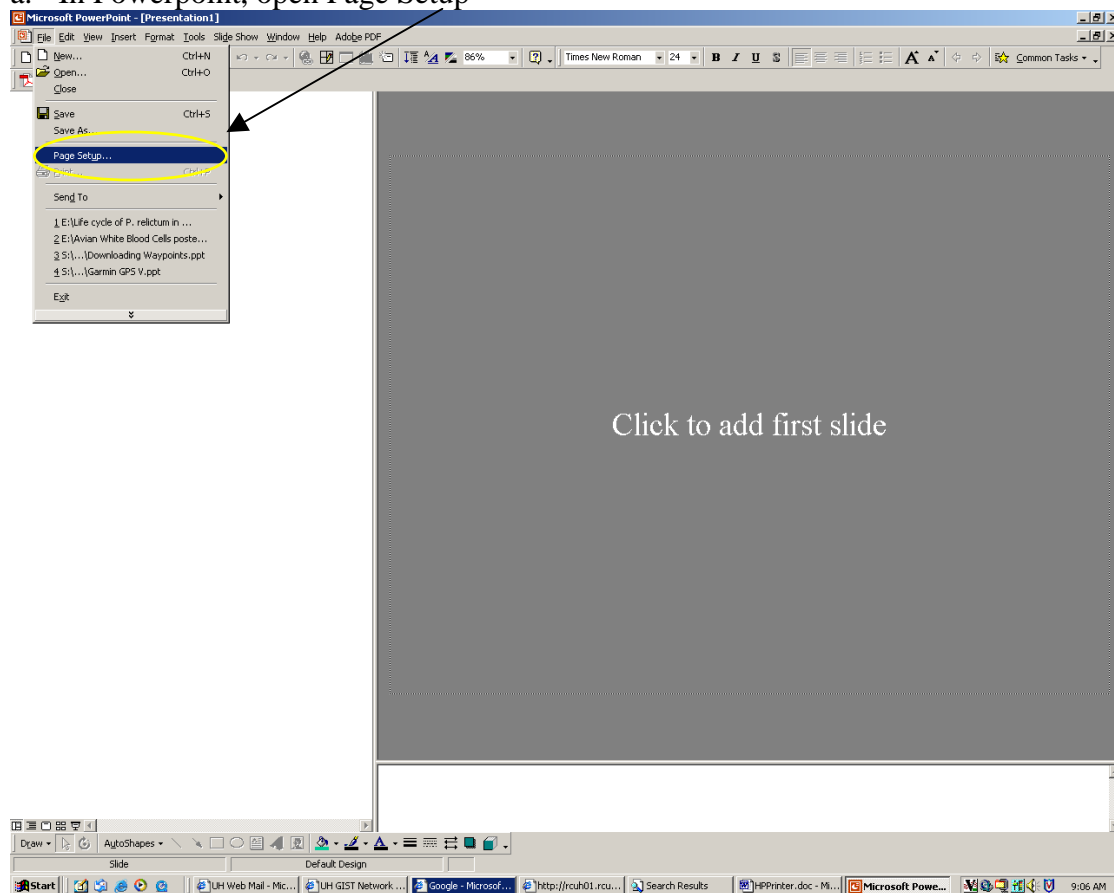 a. In Powerpoint, open Page Setup
Microsoft PowerPoint - [Presentation1]
File Edit View Insert Format Tools Slide Show Window Help Adobe PDF
86% Times New Roman 24 B I U S A A Common Tasks
New... Ctrl+N
Open... Ctrl+O
Close
Save Ctrl+S
Save As...
Page Setup...
Print... Ctrl+P
Send To
1 E:\Life cycle of P. relictum in ...
2 E:\Avian White Blood Cells poste...
3 S:\...\Downloading Waypoints.ppt
4 S:\...\Garmin GPS V.ppt
Exit
Click to add first slide
Draw AutoShapes A
Slide Default Design
Start UH Web Mail - Mic... UH GIST Network ... Google - Microsof... http://rcuh01.rcu... Search Results HPPrinter.doc - Mi... Microsoft Powe... 9:06 AM